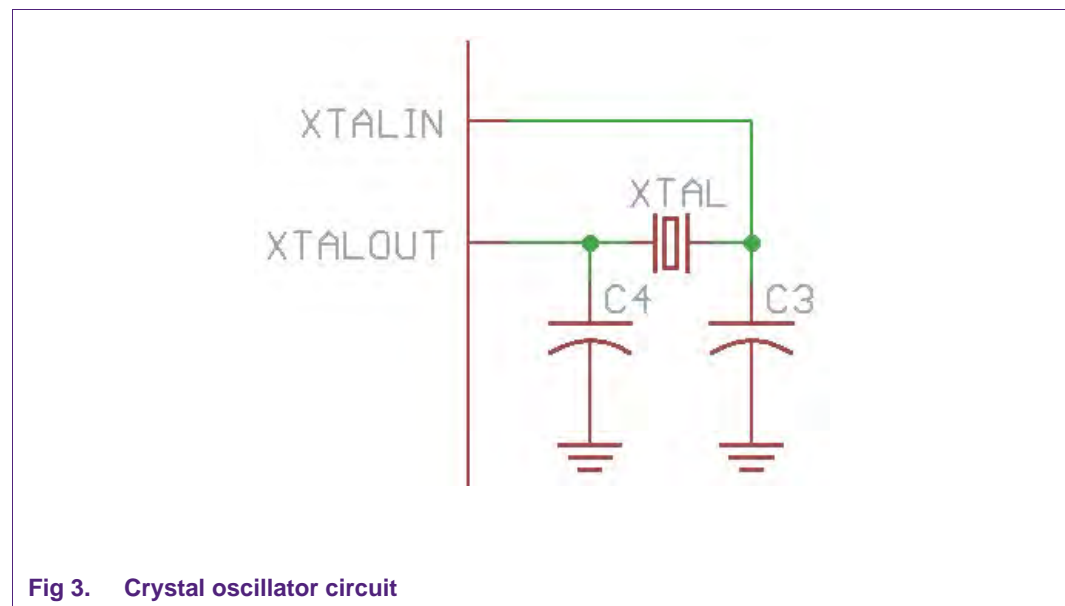 XTALIN
XTAL
XTALOUT
C4
C3
Fig 3. Crystal oscillator circuit